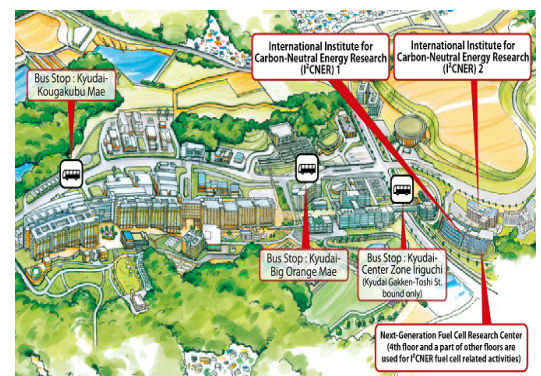 International Institute for
Carbon-Neutral Energy Research
(I²CNER) 1
International Institute for
Carbon-Neutral Energy Research
(I²CNER) 2
Bus Stop : Kyudai-
Kougakubu Mae
Bus Stop : Kyudai-
Big Orange Mae
Bus Stop : Kyudai-
Center Zone Iriguchi
(Kyudai Gakken-Toshi St.
bound only)
Next-Generation Fuel Cell Research Center
(4th floor and a part of other floors are
used for I²CNER fuel cell related activities)